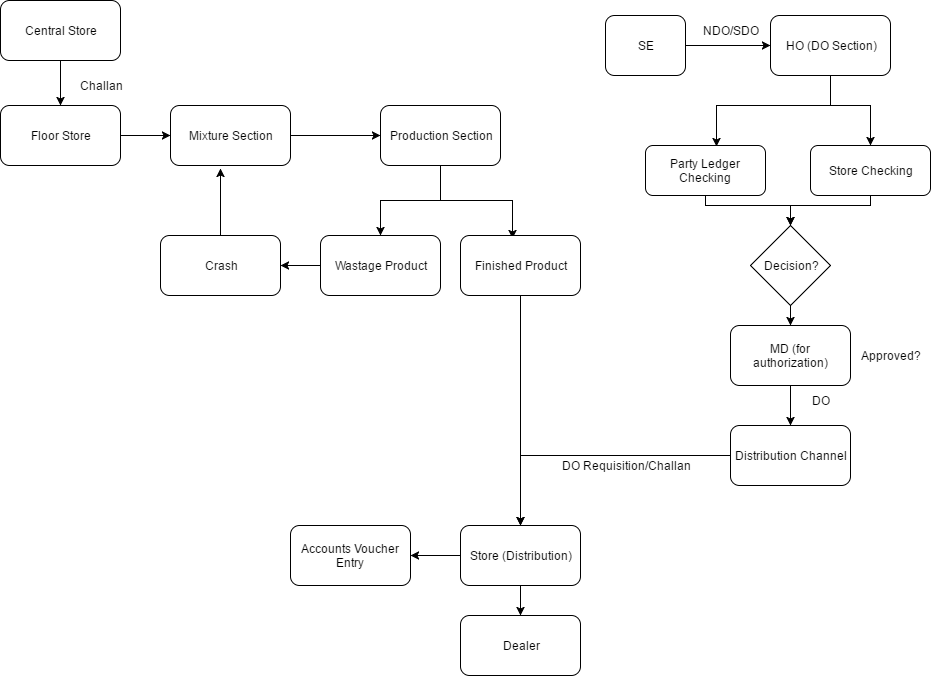 Central Store
SE
NDO/SDO
HO (DO Section)
Challan
Floor Store
Mixture Section
Production Section
Party Ledger
Checking
Store Checking
Crash
Wastage Product
Finished Product
Decision?
MD (for
authorization)
Approved?
DO
Distribution Channel
DO Requisition/Challan
Accounts Voucher
Entry
Store (Distribution)
Dealer